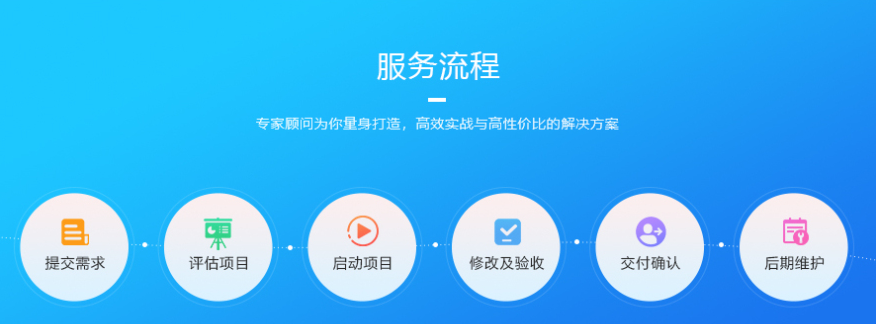 服务流程
专家顾问为你量身打造，高效实战与高性价比的解决方案
提交需求
评估项目
启动项目
修改及验收
交付确认
后期维护